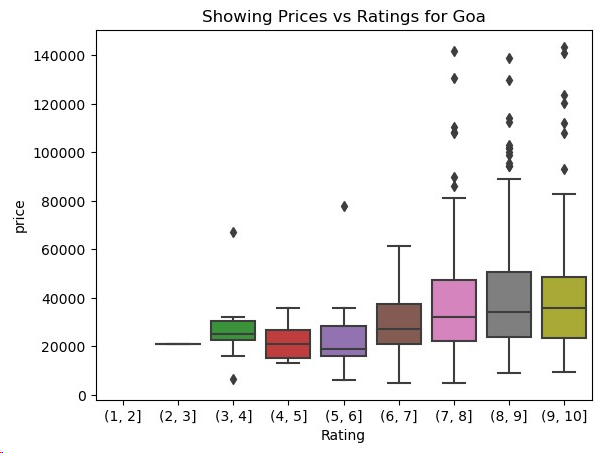 Showing Prices vs Ratings for Goa
140000
120000
100000
80000
60000
40000
20000
0
price
(1, 2] (2, 3] (3, 4] (4, 5] (5, 6] (6, 7] (7, 8] (8, 9] (9, 10]
Rating